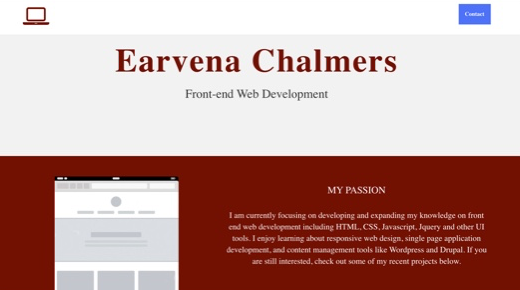 Contact
Earvena Chalmers
Front-end Web Development
MY PASSION
I am currently focusing on developing and expanding my knowledge on front
end web development including HTML, CSS, Javascript, Jquery and other UI
tools. I enjoy learning about responsive web design, single page application
development, and content management tools like Wordpress and Drupal. If you
are still interested, check out some of my recent projects below.